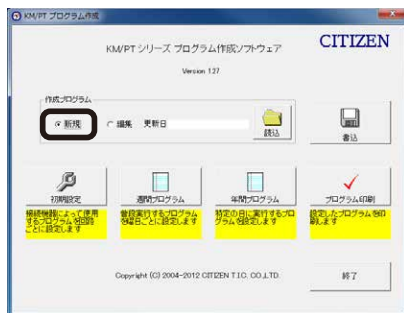 KM/PT プログラム作成
KM/PT シリーズ プログラム作成ソフトウェア
CITIZEN
Version 1.27
作成プログラム
新規
編集
更新日
読込
書込
初期設定
週間プログラム
年間プログラム
プログラム印刷
接続機器によって使用
するプログラムを回路
ごとに設定します
普段実行するプログラム
を曜日ごとに設定します
特定の日に実行するプロ
グラムを設定します
設定したプログラムを印
刷します
Copyright (C) 2004-2012 CITIZEN T.I.C. CO.,LTD.
終了